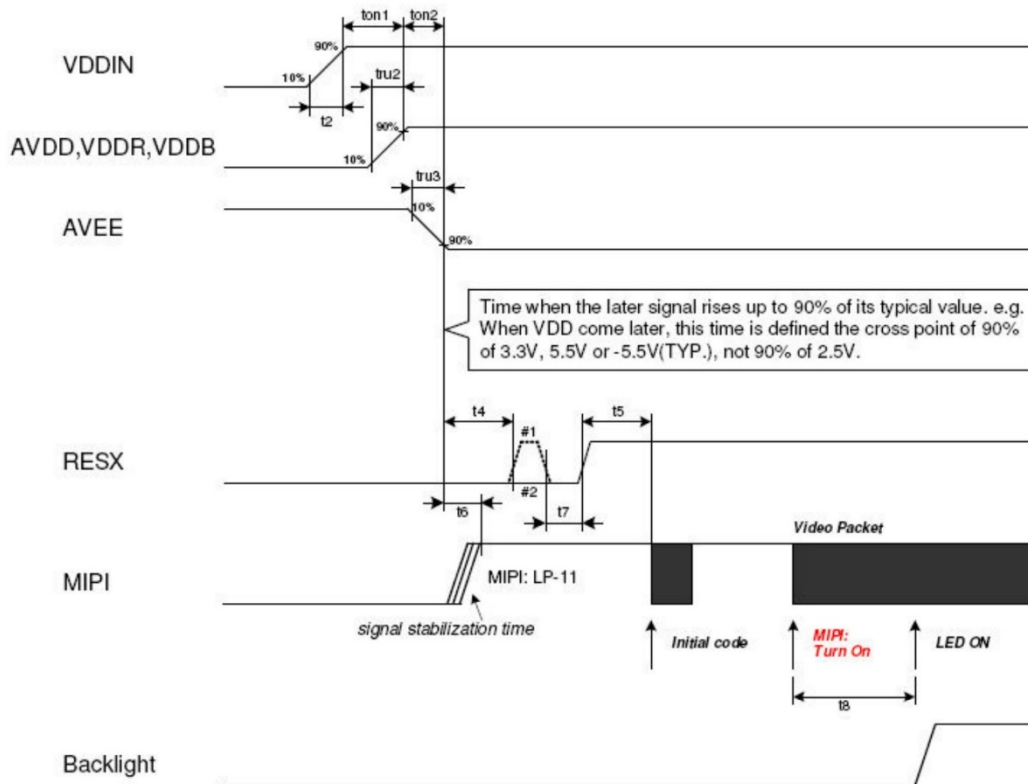 ton1 ton2
90%
VDDIN
10%
tru2
t2
90%
AVDD,VDDR,VDDB
10%
tru3
10%
AVEE
90%
Time when the later signal rises up to 90% of its typical value. e.g.
When VDD come later, this time is defined the cross point of 90%
of 3.3V, 5.5V or -5.5V(TYP.), not 90% of 2.5V.
t4 t5
#1
RESX
#2
t6 t7
Video Packet
MIPI
MIPI: LP-11
signal stabilization time
Initial code
MIPI:
Turn On
LED ON
t8
Backlight